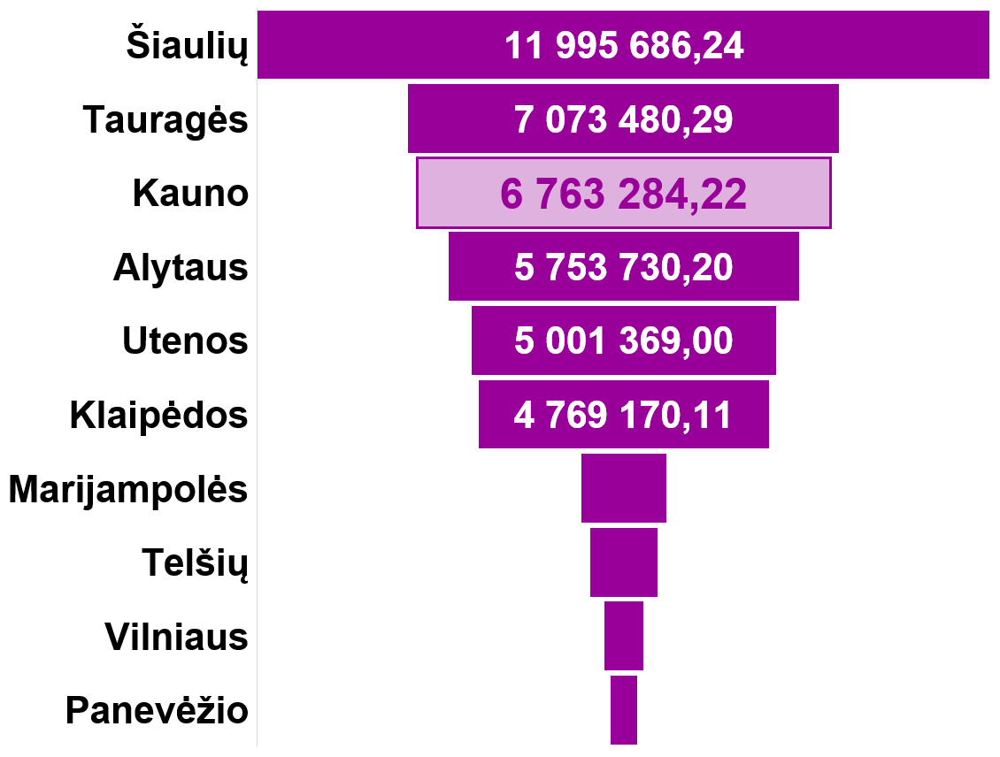 Šiaulių 11 995 686,24
Tauragės 7 073 480,29
Kauno 6 763 284,22
Alytaus 5 753 730,20
Utenos 5 001 369,00
Klaipėdos 4 769 170,11
Marijampolės
Telšių
Vilniaus
Panevėžio